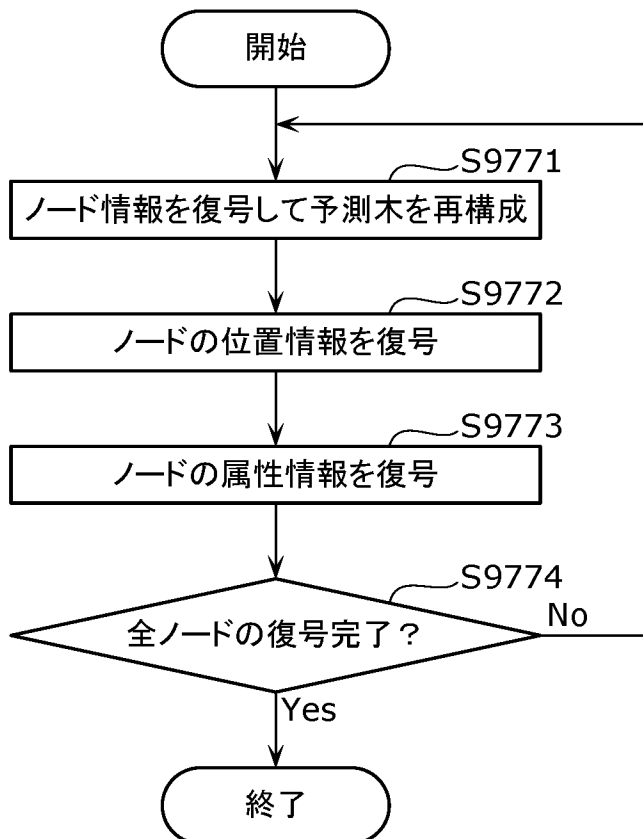 開始
S9771
ノード情報を復号して予測木を再構成
S9772
ノードの位置情報を復号
S9773
ノードの属性情報を復号
S9774
全ノードの復号完了？
No
Yes
終了